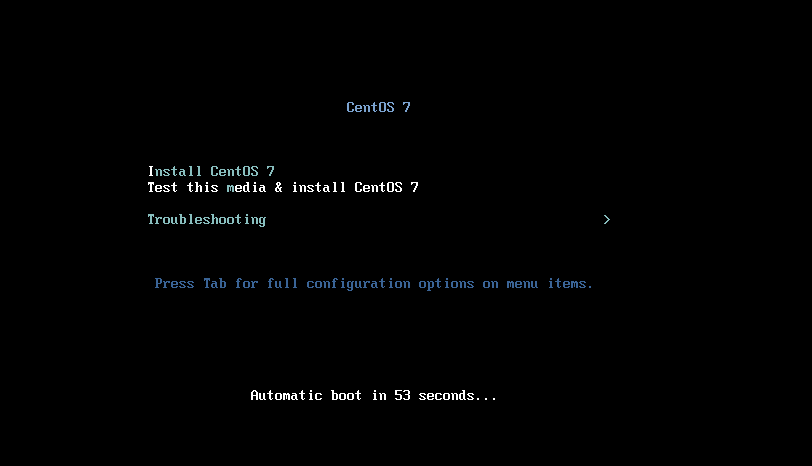 CentOS 7
Install CentOS 7
Test this media & install CentOS 7
Troubleshooting >
Press Tab for full configuration options on menu items.
Automatic boot in 53 seconds...